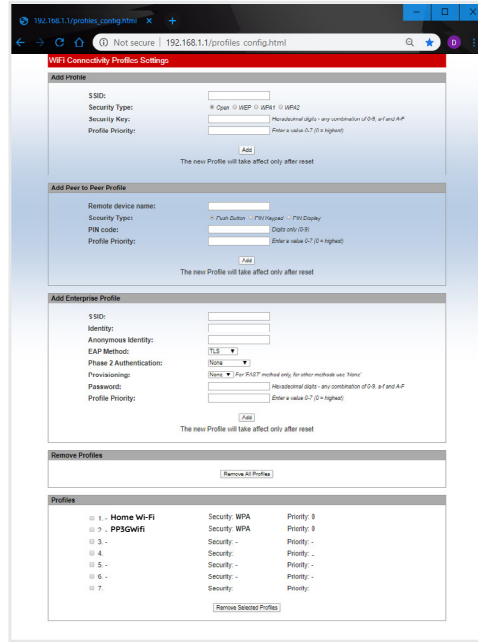 192.168.1.1/profiles_config.html × +
Not secure | 192.168.1.1/profiles_config.html
D
WiFi Connectivity Profiles Settings
Add Profile
SSID:
Security Type: Open WEP WPA1 WPA2
Security Key: Hexadecimal digits - any combination of 0-9, a-f and A-F
Profile Priority: Enter a value 0-7 (0 = highest)
Add
The new Profile will take affect only after reset
Add Peer to Peer Profile
Remote device name:
Security Type: Push Button PIN Keypad PIN Display
PIN code: Digits only (0-9)
Profile Priority: Enter a value 0-7 (0 = highest)
Add
The new Profile will take affect only after reset
Add Enterprise Profile
SSID:
Identity:
Anonymous Identity:
EAP Method: TLS
Phase 2 Authentication: None
Provisioning: None For 'FAST' method only, for other methods use 'None'
Password: Hexadecimal digits - any combination of 0-9, a-f and A-F
Profile Priority: Enter a value 0-7 (0 = highest)
Add
The new Profile will take affect only after reset
Remove Profiles
Remove All Profiles
Profiles
1. - Home Wi-Fi Security: WPA Priority: 0
2. - PP3GWifi Security: WPA Priority: 0
3. - Security: - Priority: -
4. Security: Priority: -
5. - Security: - Priority: -
6. - Security: - Priority: -
7. Security: Priority:
Remove Selected Profiles